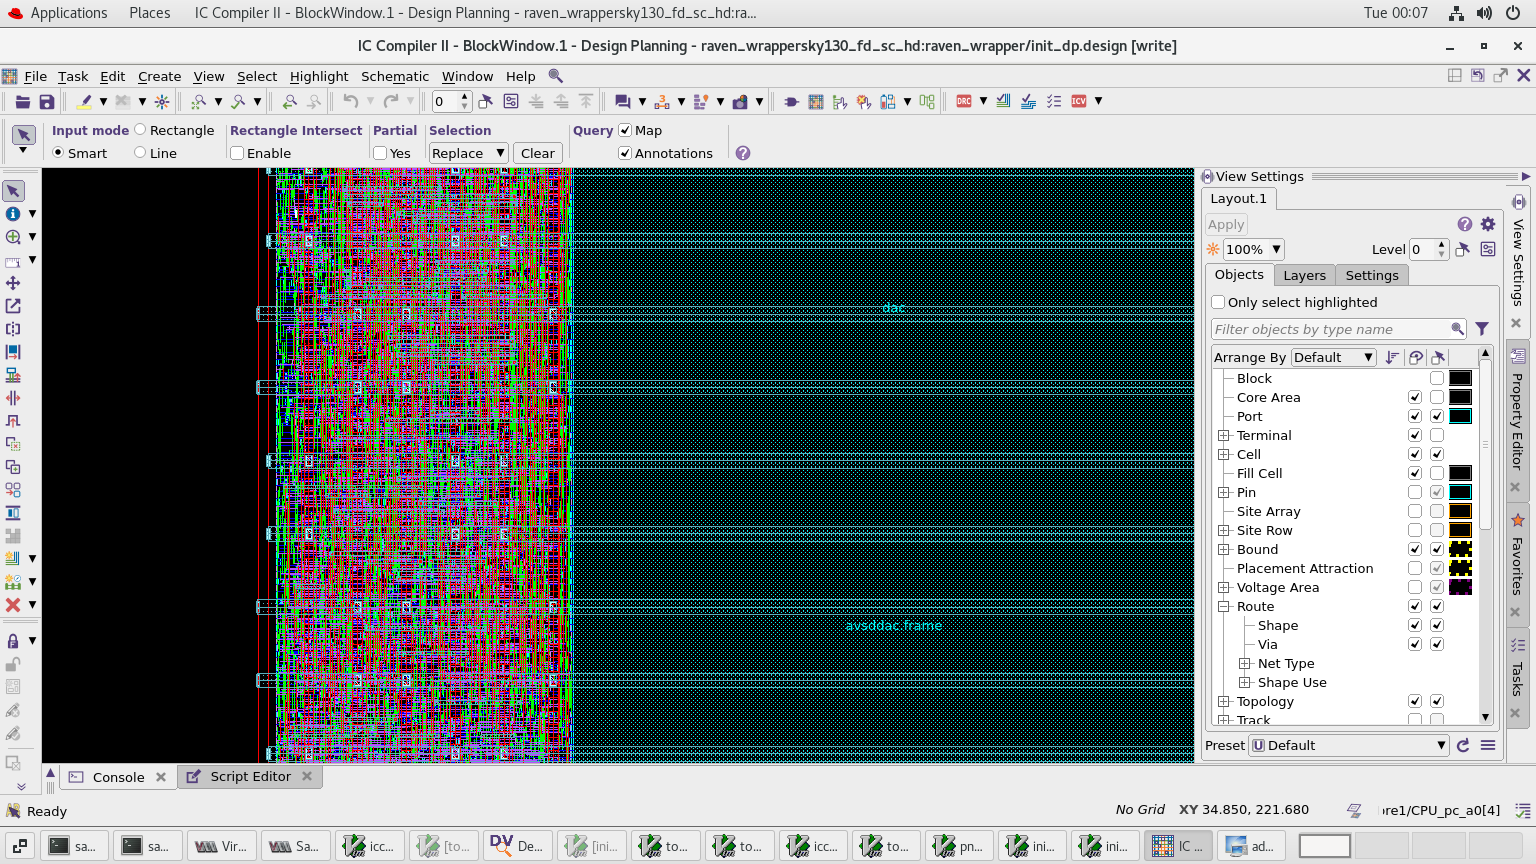 Applications Places IC Compiler II - BlockWindow.1 - Design Planning - raven_wrappersky130_fd_sc_hd:ra... Tue 00:07
IC Compiler II - BlockWindow.1 - Design Planning - raven_wrappersky130_fd_sc_hd:raven_wrapper/init_dp.design [write]
File Task Edit Create View Select Highlight Schematic Window Help
0 DRC ICV
Input mode Rectangle Rectangle Intersect Partial Selection Query Map
Smart Line Enable Yes Replace Clear Annotations
View Settings
Layout.1
Apply
100% Level 0
Objects Layers Settings
Only select highlighted
Filter objects by type name
Arrange By Default
Block
Core Area
Port
Terminal
Cell
Fill Cell
Pin
Site Array
Site Row
Bound
Placement Attraction
Voltage Area
Route
Shape
Via
Net Type
Shape Use
Topology
Track
Preset U Default
View Settings
Property Editor
Favorites
Tasks
dac
avsddac.frame
Console Script Editor
Ready No Grid XY 34.850, 221.680 ore1/CPU_pc_a0[4]
sa... sa... Vir... Sa... icc... [to... DV De... [ini... to... to... icc... to... pn... ini... ini... IC ... ad...